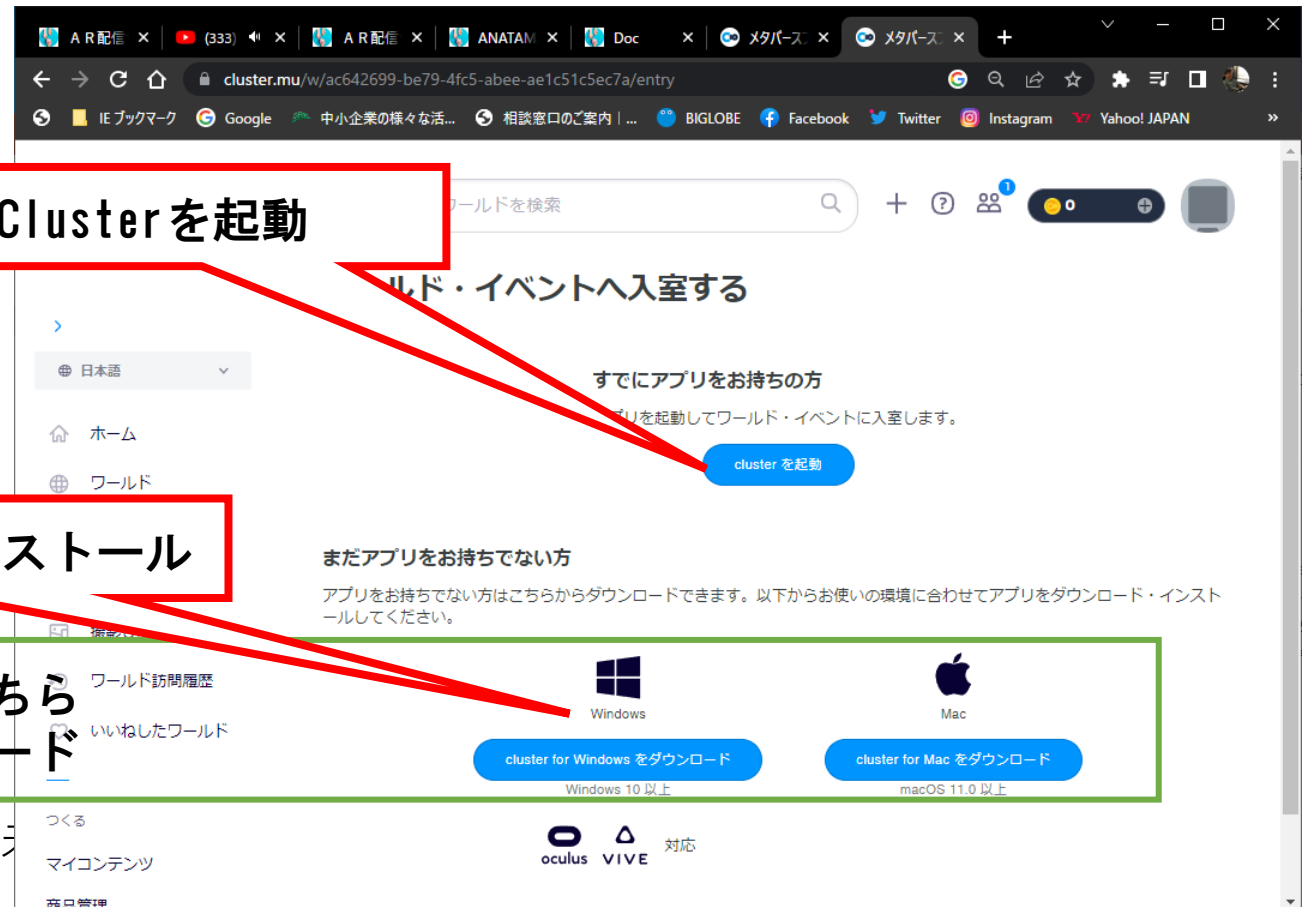 A R配信
(333)
A R配信
ANATAM
Doc
メタバース
メタバース
cluster.mu/w/ac642699-be79-4fc5-abee-ae1c51c5ec7a/entry
IE ブックマーク
Google
中小企業の様々な活...
相談窓口のご案内 | ...
BIGLOBE
Facebook
Twitter
Instagram
Yahoo! JAPAN
Clusterを起動
ワールドを検索
1
0
ルド・イベントへ入室する
日本語
すでにアプリをお持ちの方
プリを起動してワールド・イベントに入室します。
cluster を起動
ホーム
ワールド
ストール
まだアプリをお持ちでない方
アプリをお持ちでない方はこちらからダウンロードできます。以下からお使いの環境に合わせてアプリをダウンロード・インスト
ールしてください。
ワールド訪問履歴
ちら
いいねしたワールド
ード
Windows
Mac
cluster for Windows をダウンロード
cluster for Mac をダウンロード
Windows 10 以上
macOS 11.0 以上
つくる
oculus
VIVE
対応
マイコンテンツ
商品管理